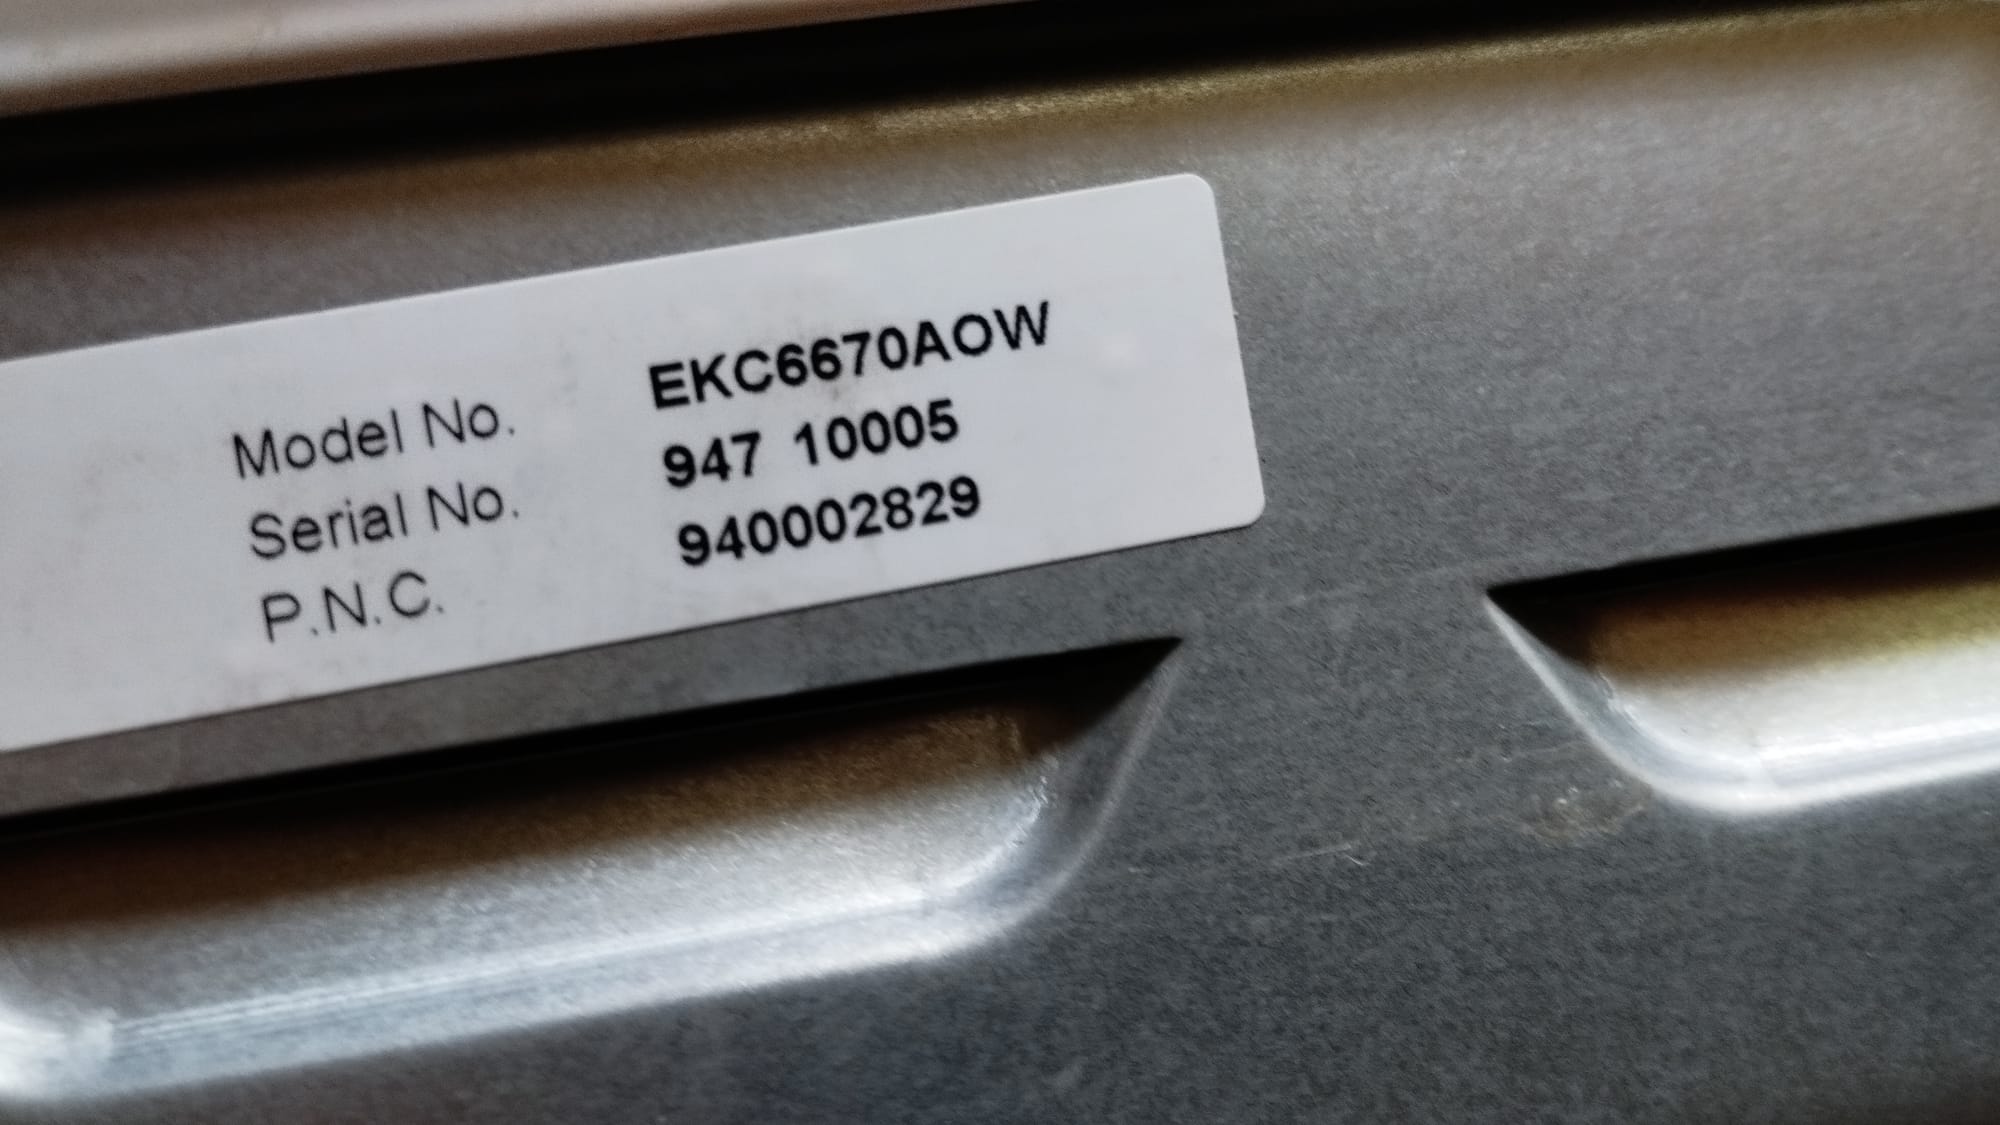 Model No. EKC6670AOW
Serial No. 947 10005
P.N.C. 940002829